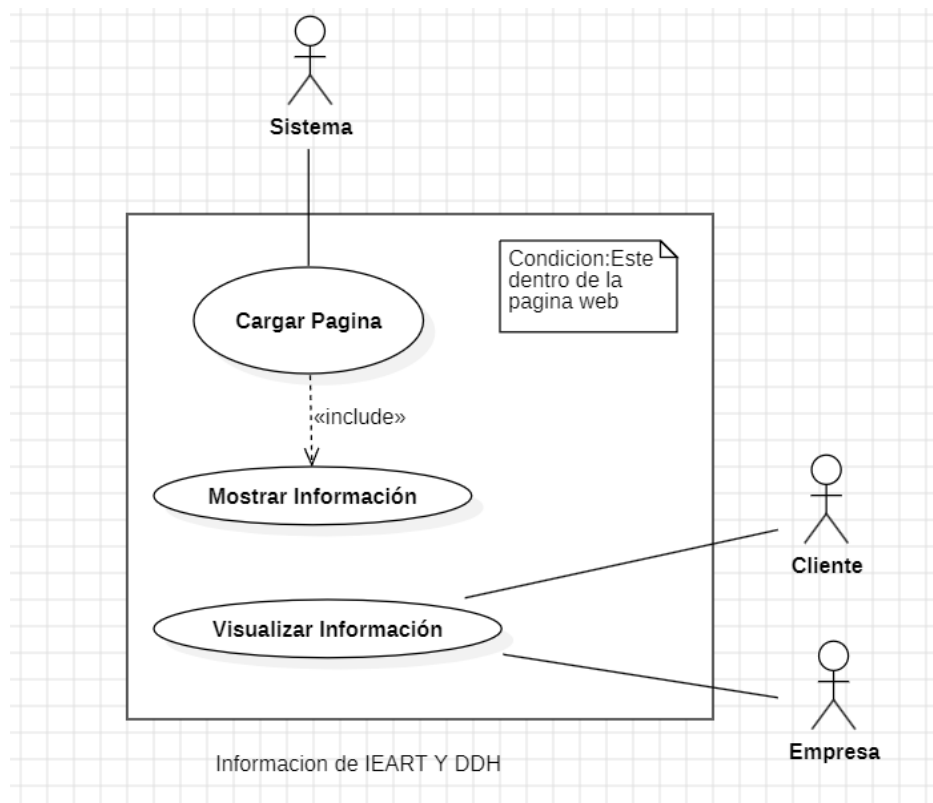 Sistema
Condicion:Este
dentro de la
pagina web
Cargar Pagina
«include»
Mostrar Información
Cliente
Visualizar Información
Empresa
Informacion de IEART Y DDH